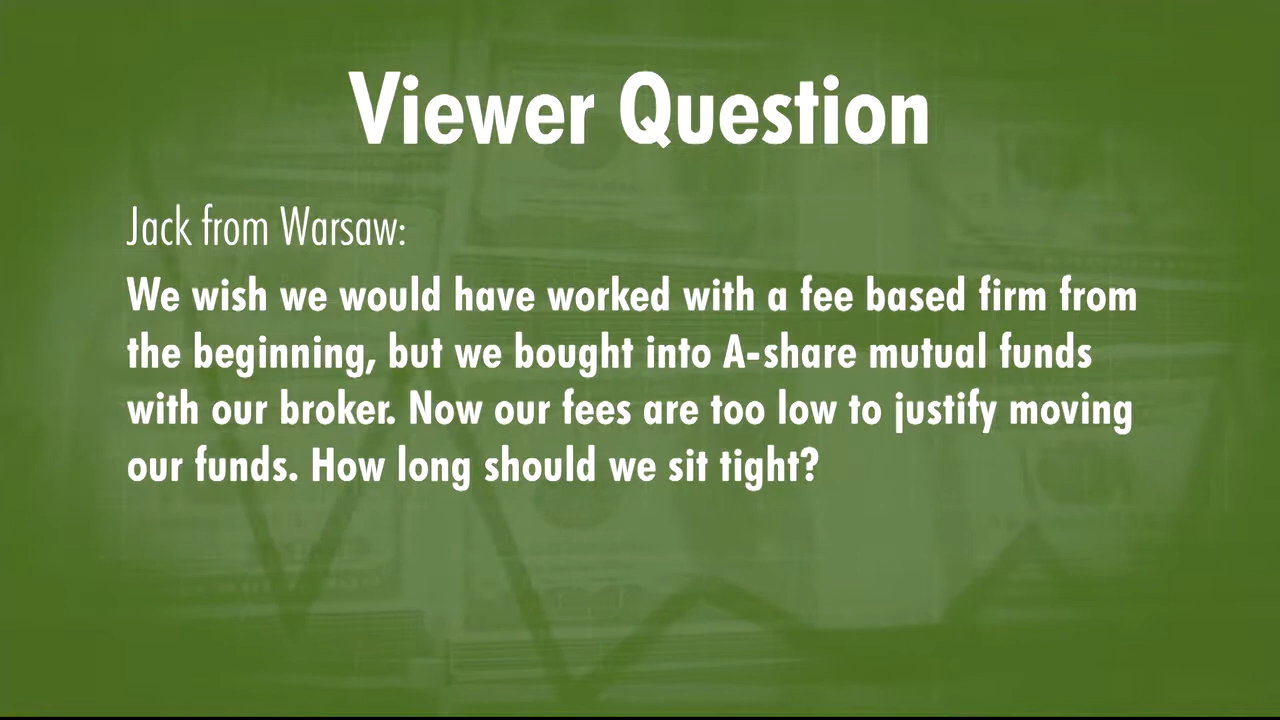 Viewer Question
Jack from Warsaw:
We wish we would have worked with a fee based firm from
the beginning, but we bought into A-share mutual funds
with our broker. Now our fees are too low to justify moving
our funds. How long should we sit tight?